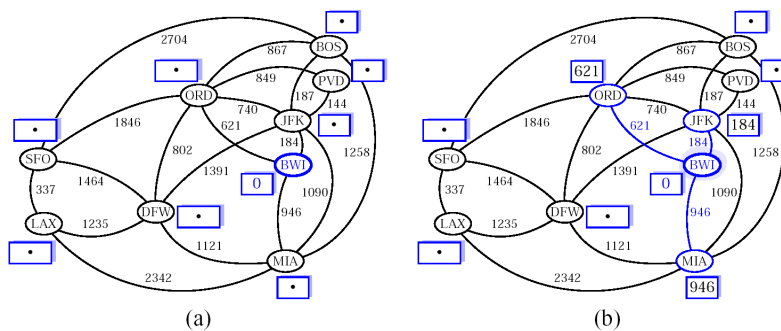 2704
BOS
867
849
PVD
ORD
187
144
740
JFK
1846
621
184
SFO
802
1391
BWI
1258
337
1464
0
1090
LAX
1235
DFW
946
1121
MIA
2342
(a)
2704
BOS
867
621
849
PVD
ORD
187
144
740
JFK
1846
621
184
184
SFO
802
1391
BWI
1258
337
1464
0
1090
LAX
1235
DFW
946
1121
MIA
2342
946
(b)